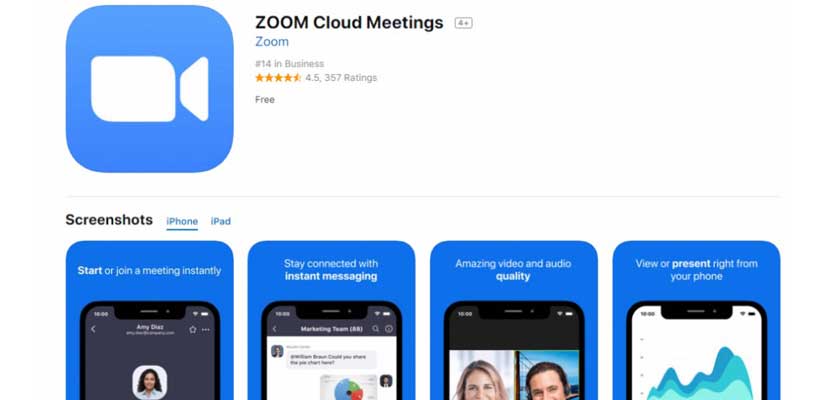 ZOOM Cloud Meetings 4+
Zoom
#14 in Business
4.5, 357 Ratings
Free
Screenshots iPhone iPad
Start or join a meeting instantly
10:00
Amy Diaz
Stay connected with
instant messaging
10:00
Marketing Team (88)
@William Braun Could you share
the pie chart here?
Amazing video and audio
quality
10:00
View or present right from
your phone
10:00